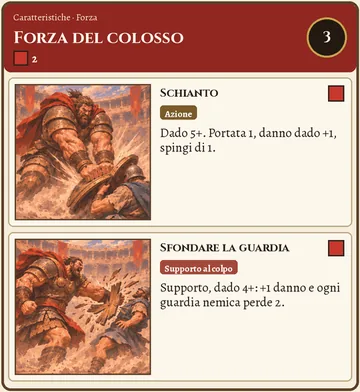 Caratteristiche · Forza
Forza del colosso
3
2
Schianto
Azione
Dado 5+. Portata 1, danno dado +1,
spingi di 1.
Sfondare la guardia
Supporto al colpo
Supporto, dado 4+: +1 danno e ogni
guardia nemica perde 2.